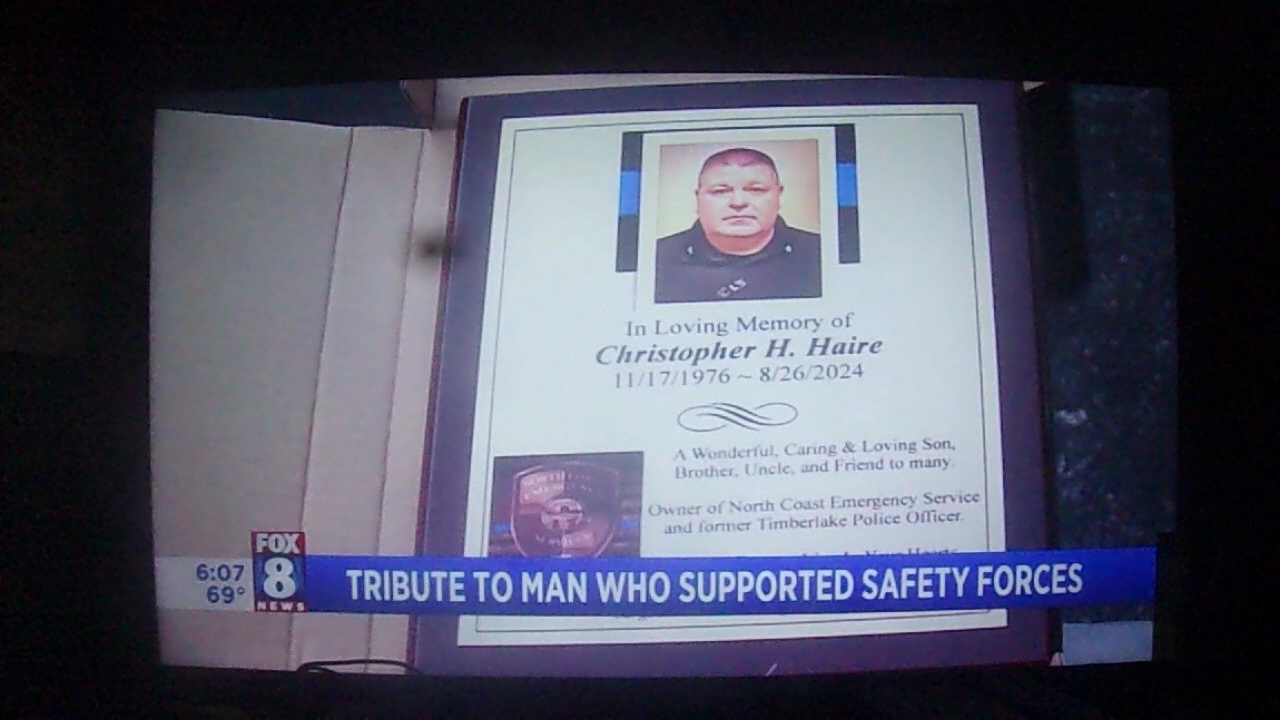 In Loving Memory of
Christopher H. Haire
11/17/1976 ~ 8/26/2024
A Wonderful, Caring & Loving Son,
Brother, Uncle, and Friend to many.
Owner of North Coast Emergency Service
and former Timberlake Police Officer.
FOX
8
NEWS
6:07
69°
TRIBUTE TO MAN WHO SUPPORTED SAFETY FORCES